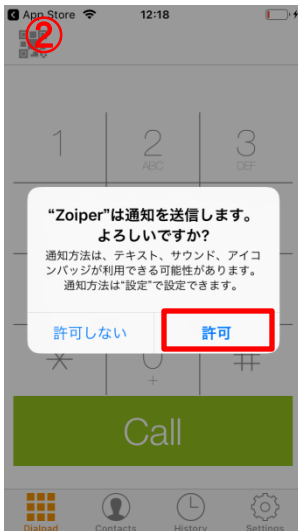 App Store 12:18
②
1 2 3
ABC DEF
“Zoiper”は通知を送信します。
よろしいですか?
通知方法は、テキスト、サウンド、アイコ
ンバッジが利用できる可能性があります。
通知方法は“設定”で設定できます。
許可しない 許可
* 0 #
+
Call
Dialpad Contacts History Settings